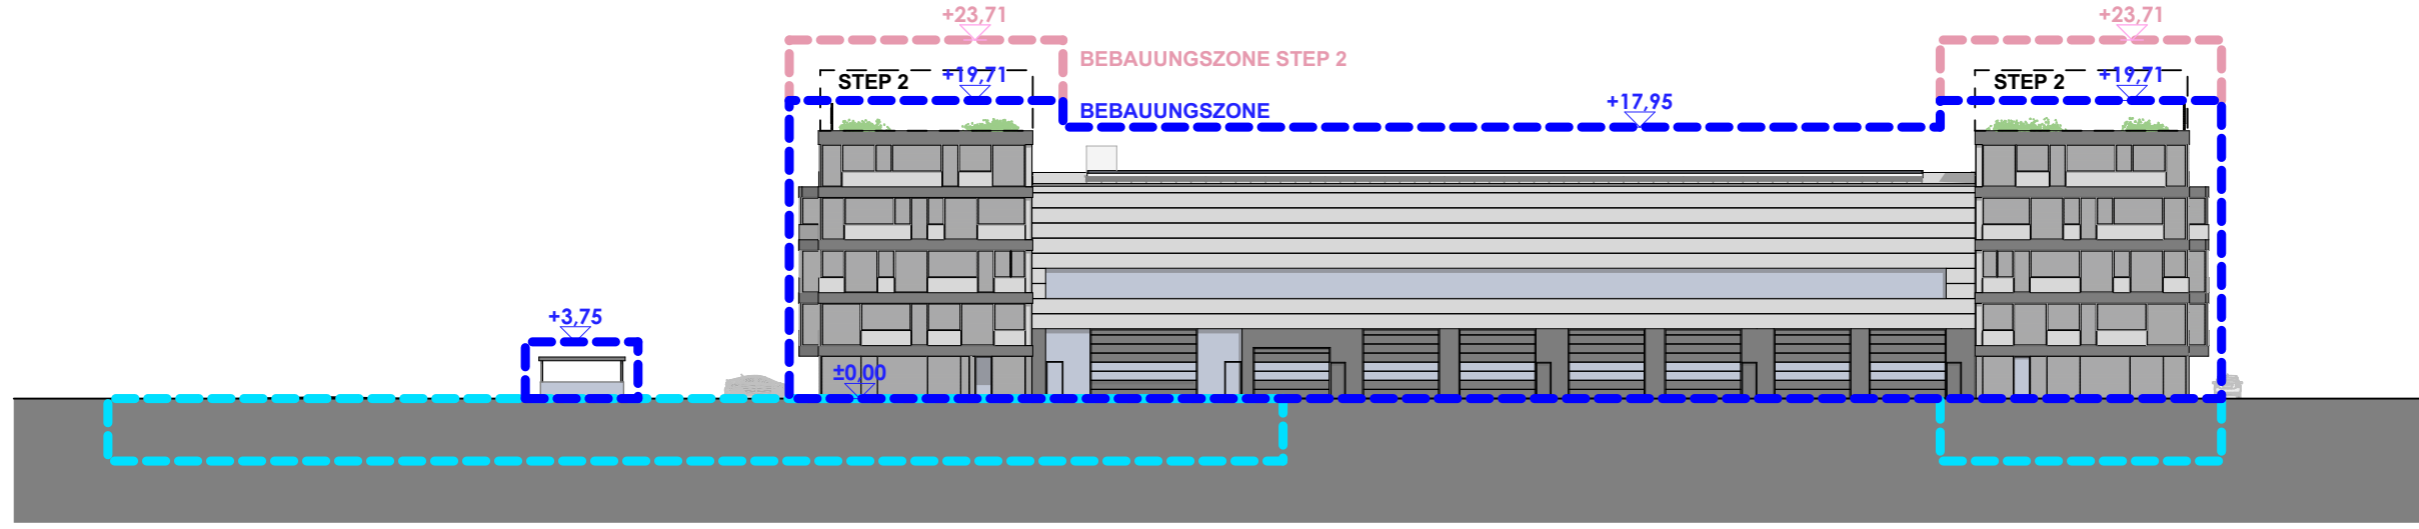 +23,71
+23,71
BEBAUUNGSZONE STEP 2
STEP 2
+19,71
STEP 2
+19,71
BEBAUUNGSZONE
+17,95
+3,75
±0,00